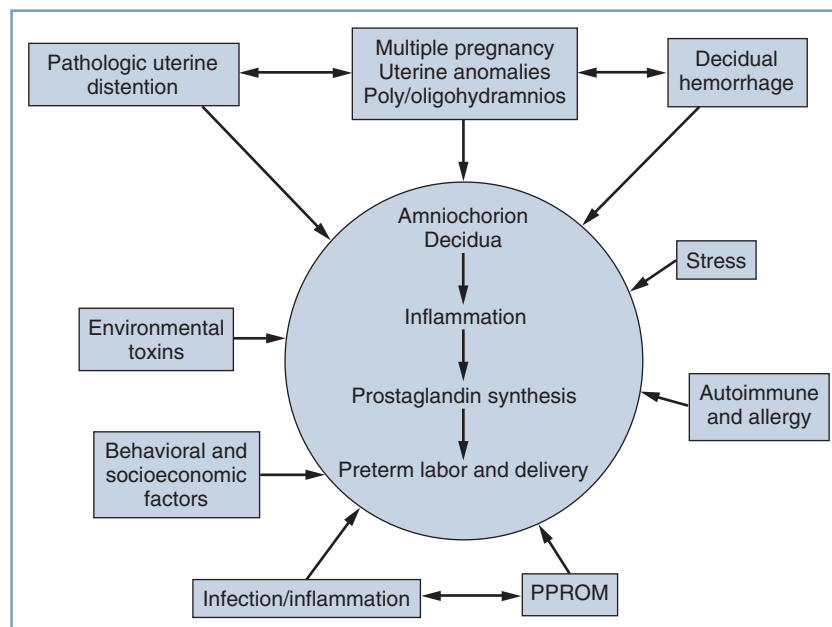 Pathologic uterine
distention
Multiple pregnancy
Uterine anomalies
Poly/oligohydramnios
Decidual
hemorrhage
Amniochorion
Decidua
Stress
Inflammation
Environmental
toxins
Prostaglandin synthesis
Autoimmune
and allergy
Behavioral and
socioeconomic
factors
Preterm labor and delivery
Infection/inflammation
PPROM